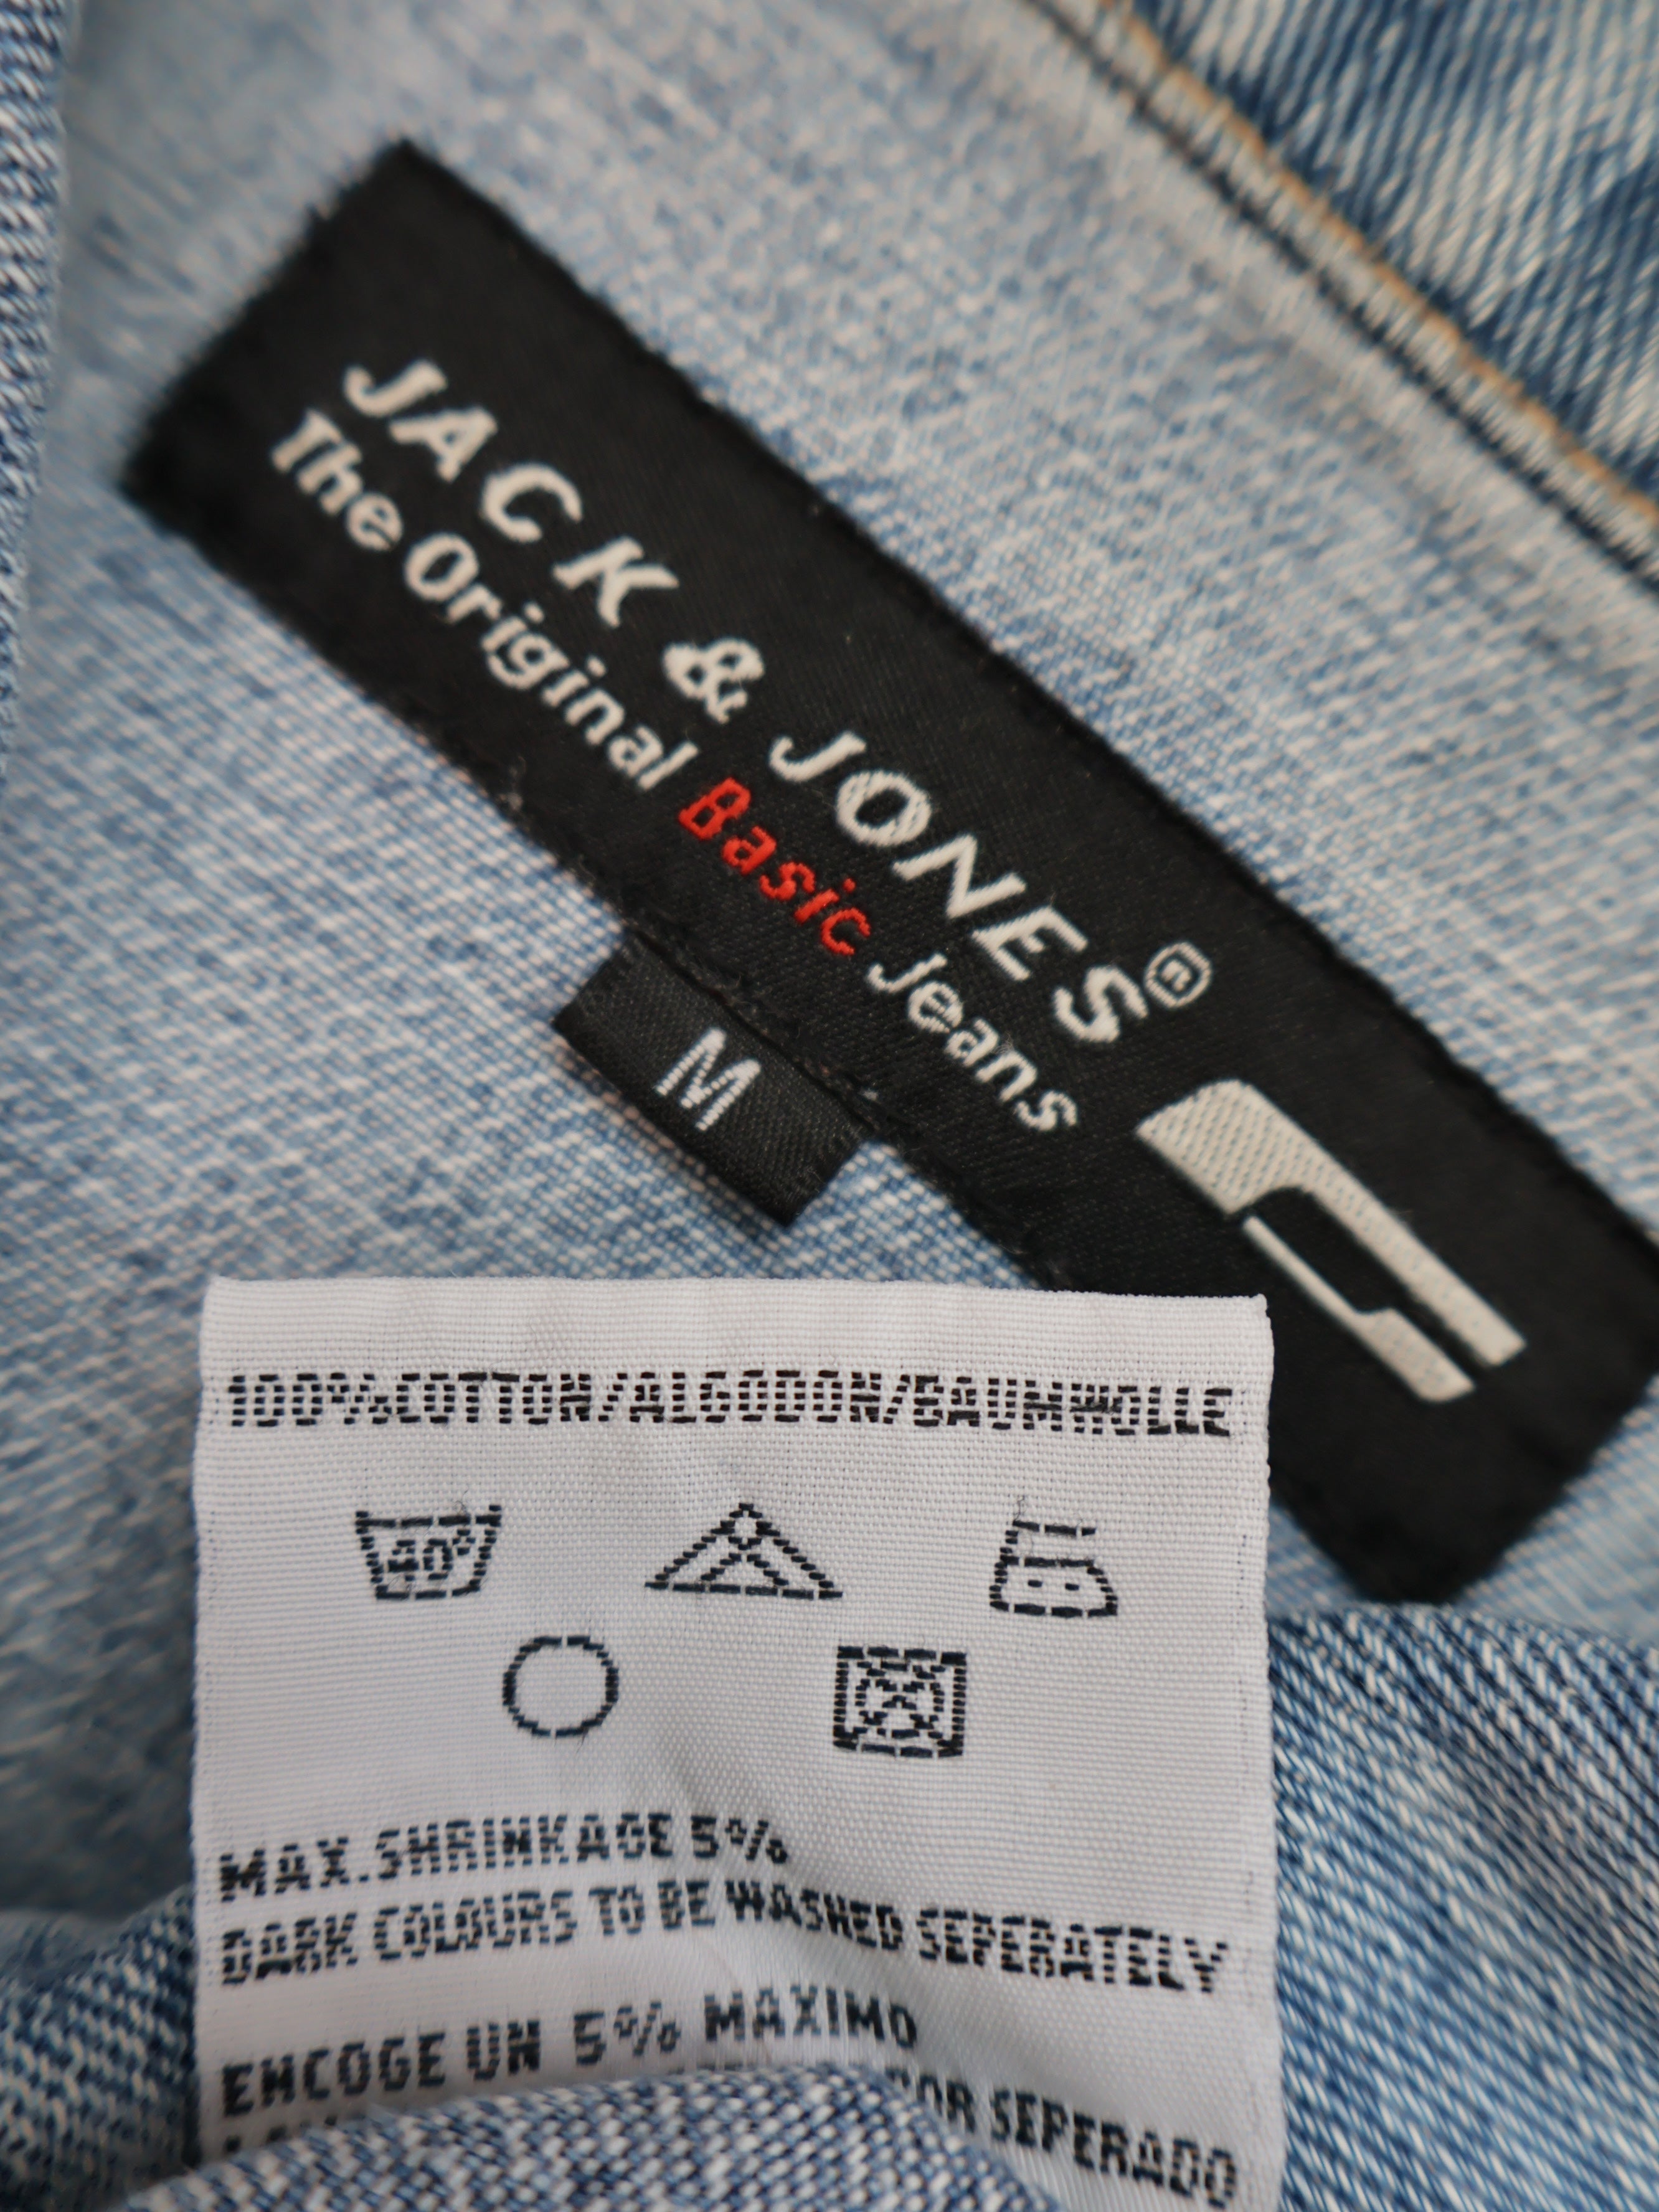 JACK & JONES®
The Original Basic Jeans
M
100%COTTON/ALGODON/BAUMWOLLE
40°
MAX.SHRINKAGE 5%
DARK COLOURS TO BE WASHED SEPERATELY
ENCOGE UN 5% MAXIMO
SEPERADO